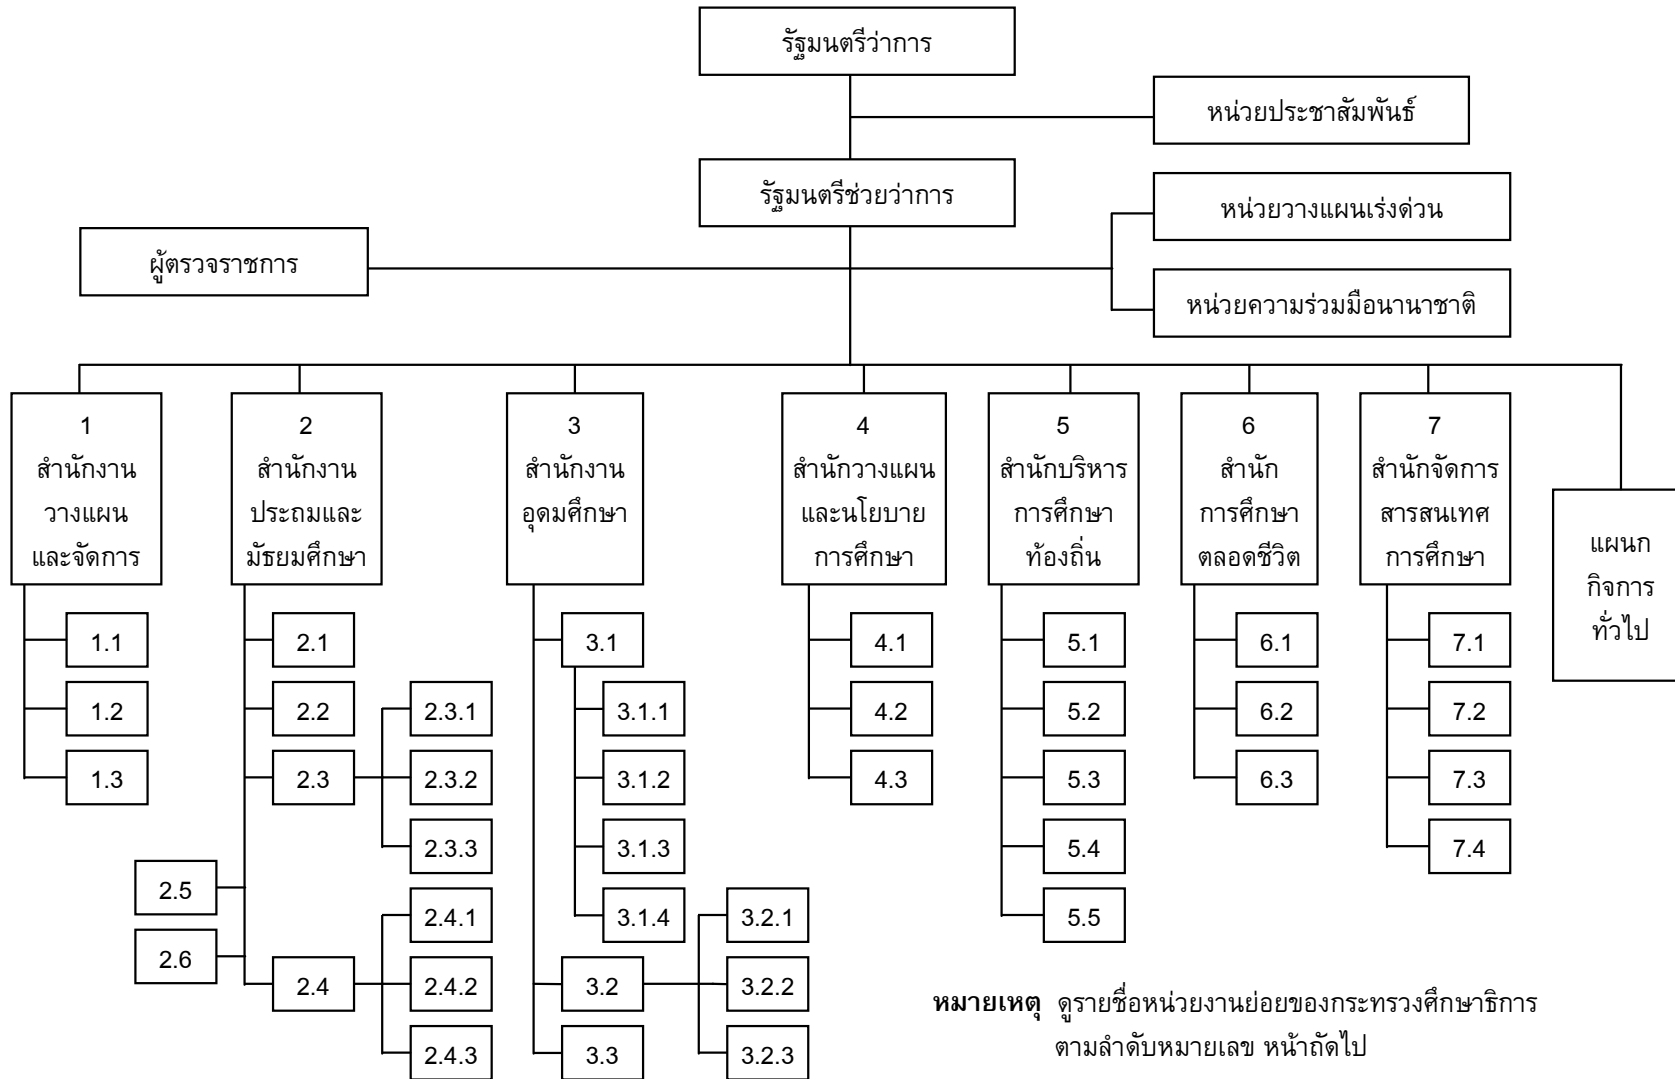 รัฐมนตรีว่าการ
หน่วยประชาสัมพันธ์
รัฐมนตรีช่วยว่าการ
หน่วยวางแผนเร่งด่วน
ผู้ตรวจราชการ
หน่วยความร่วมมือนานาชาติ
1
สำนักงาน
วางแผน
และจัดการ
2
สำนักงาน
ประถมและ
มัธยมศึกษา
3
สำนักงาน
อุดมศึกษา
4
สำนักวางแผน
และนโยบาย
การศึกษา
5
สำนักบริหาร
การศึกษา
ท้องถิ่น
6
สำนัก
การศึกษา
ตลอดชีวิต
7
สำนักจัดการ
สารสนเทศ
การศึกษา
แผนก
กิจการ
ทั่วไป
1.1
1.2
1.3
2.1
2.2
2.3
2.3.1
2.3.2
2.3.3
2.5
2.6
2.4
2.4.1
2.4.2
2.4.3
3.1
3.1.1
3.1.2
3.1.3
3.1.4
3.2
3.2.1
3.2.2
3.2.3
3.3
4.1
4.2
4.3
5.1
5.2
5.3
5.4
5.5
6.1
6.2
6.3
7.1
7.2
7.3
7.4
หมายเหตุ ดูรายชื่อหน่วยงานย่อยของกระทรวงศึกษาธิการ
ตามลำดับหมายเลข หน้าถัดไป